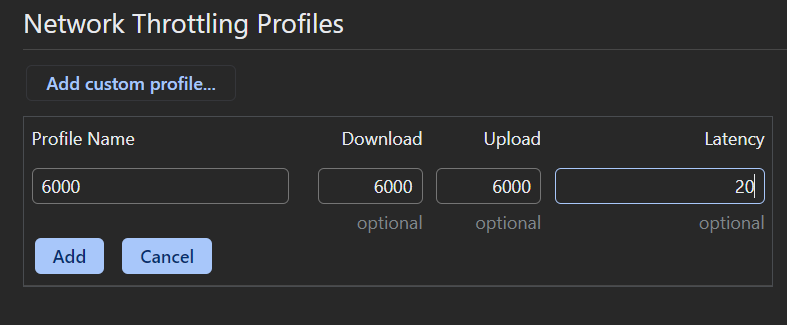 Network Throttling Profiles
Add custom profile...
Profile Name Download Upload Latency
6000 6000 6000 20
optional optional optional
Add Cancel